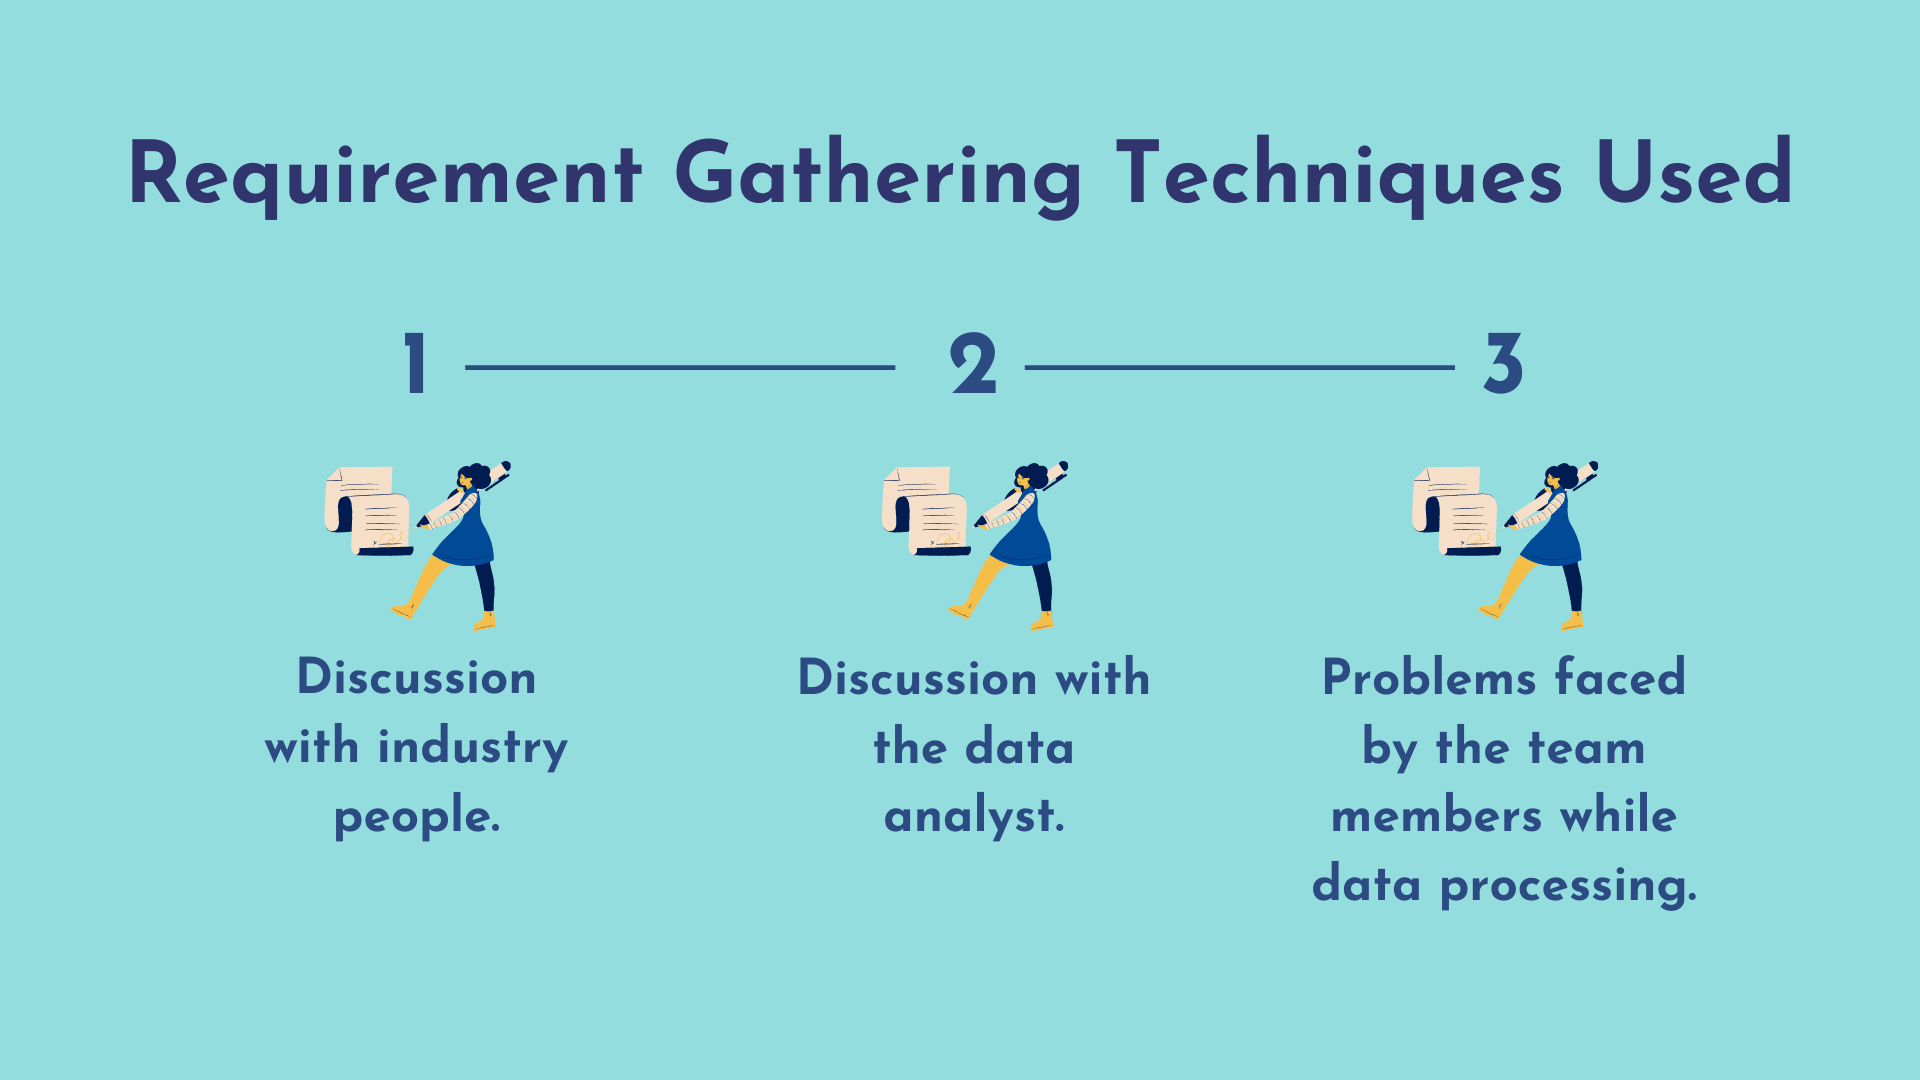 Requirement Gathering Techniques Used
1
2
3
Discussion
with industry
people.
Discussion with
the data
analyst.
Problems faced
by the team
members while
data processing.